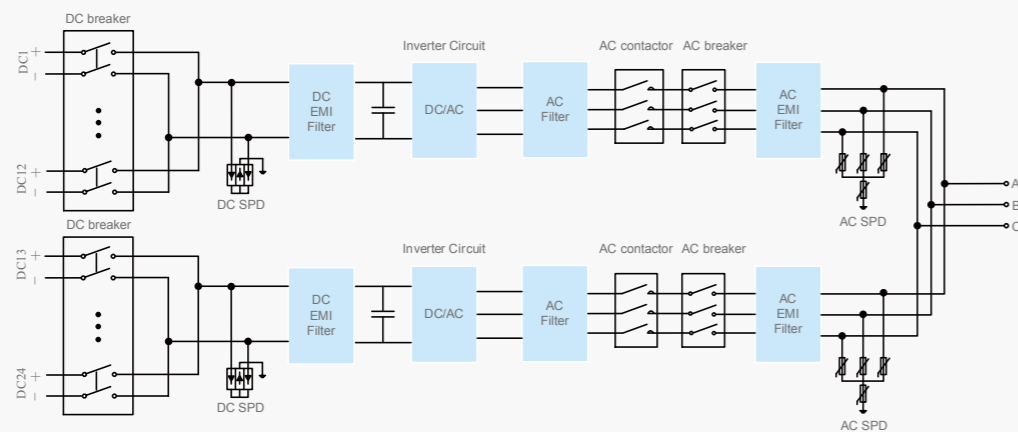 DC breaker
DC1
+
−
DC12
+
−
DC SPD
DC
EMI
Filter
Inverter Circuit
DC/AC
AC
Filter
AC contactor
AC breaker
AC
EMI
Filter
AC SPD
A
B
C
DC breaker
DC13
+
−
DC24
+
−
DC SPD
DC
EMI
Filter
Inverter Circuit
DC/AC
AC
Filter
AC contactor
AC breaker
AC
EMI
Filter
AC SPD